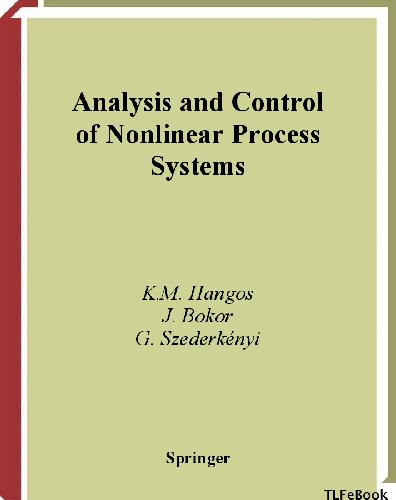 Analysis and Control
of Nonlinear Process
Systems
K.M. Hangos
J. Bokor
G. Szederkényi
Springer
TLFeBook